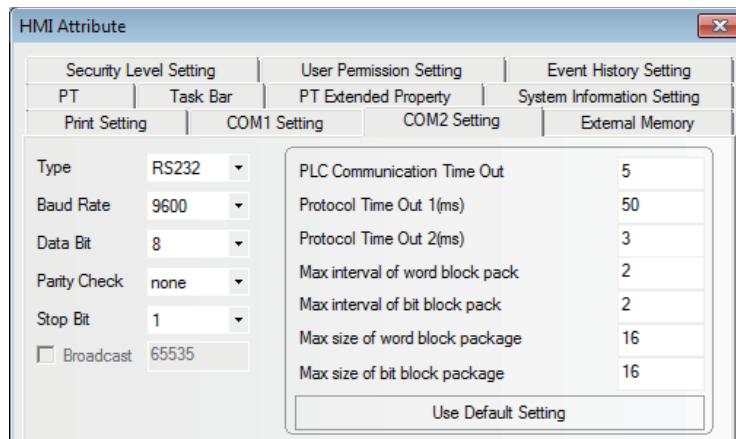 HMI Attribute
Security Level Setting User Permission Setting Event History Setting
PT Task Bar PT Extended Property System Information Setting
Print Setting COM1 Setting COM2 Setting External Memory
Type RS232
Baud Rate 9600
Data Bit 8
Parity Check none
Stop Bit 1
Broadcast 65535
PLC Communication Time Out 5
Protocol Time Out 1(ms) 50
Protocol Time Out 2(ms) 3
Max interval of word block pack 2
Max interval of bit block pack 2
Max size of word block package 16
Max size of bit block package 16
Use Default Setting